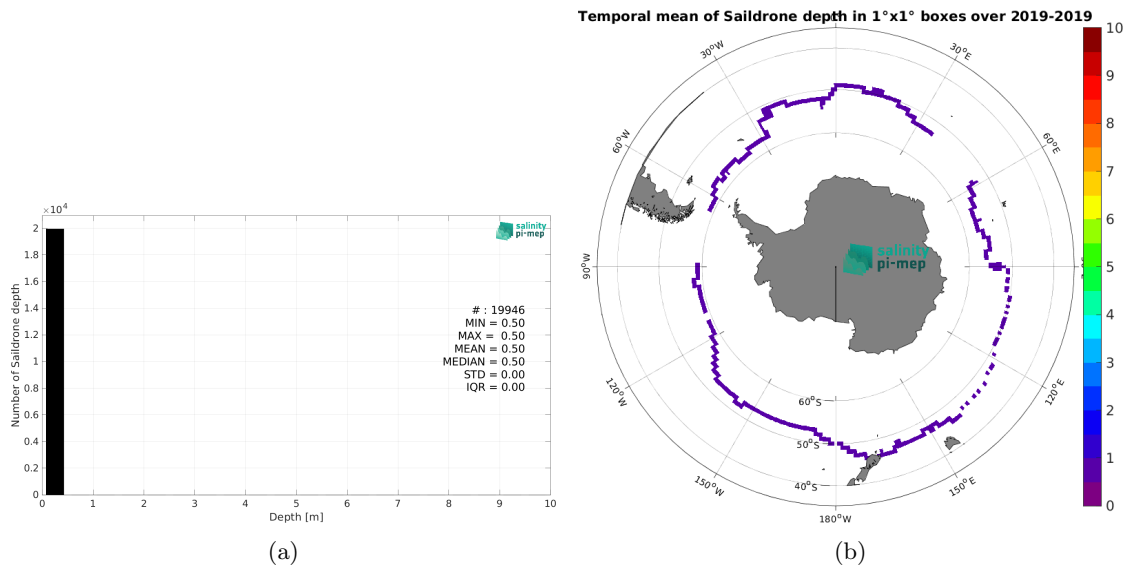 Temporal mean of Saildrone depth in 1°x1° boxes over 2019-2019
×10⁴
2
1.8
1.6
1.4
1.2
1
0.8
0.6
0.4
0.2
0
Number of Saildrone depth
0 1 2 3 4 5 6 7 8 9 10
Depth [m]
salinity
pi-mep
# : 19946
MIN = 0.50
MAX = 0.50
MEAN = 0.50
MEDIAN = 0.50
STD = 0.00
IQR = 0.00
(a)
30°W
30°E
60°W
60°E
90°W
salinity
pi-mep
120°W
120°E
60°S
50°S
40°S
150°W
150°E
180°W
10
9
8
7
6
5
4
3
2
1
0
(b)